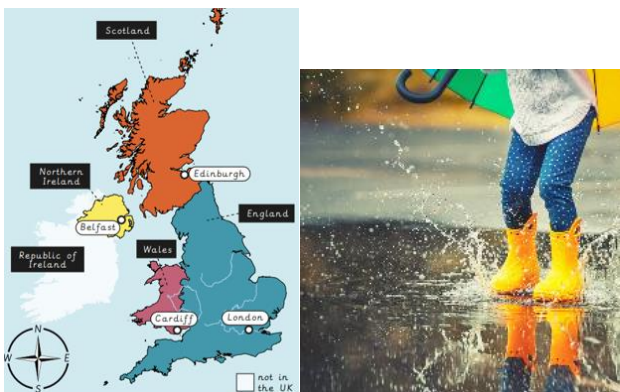 Scotland
Edinburgh
Northern
Ireland
England
Belfast
Wales
Republic of
Ireland
Cardiff
London
N
W
E
S
not in
the UK